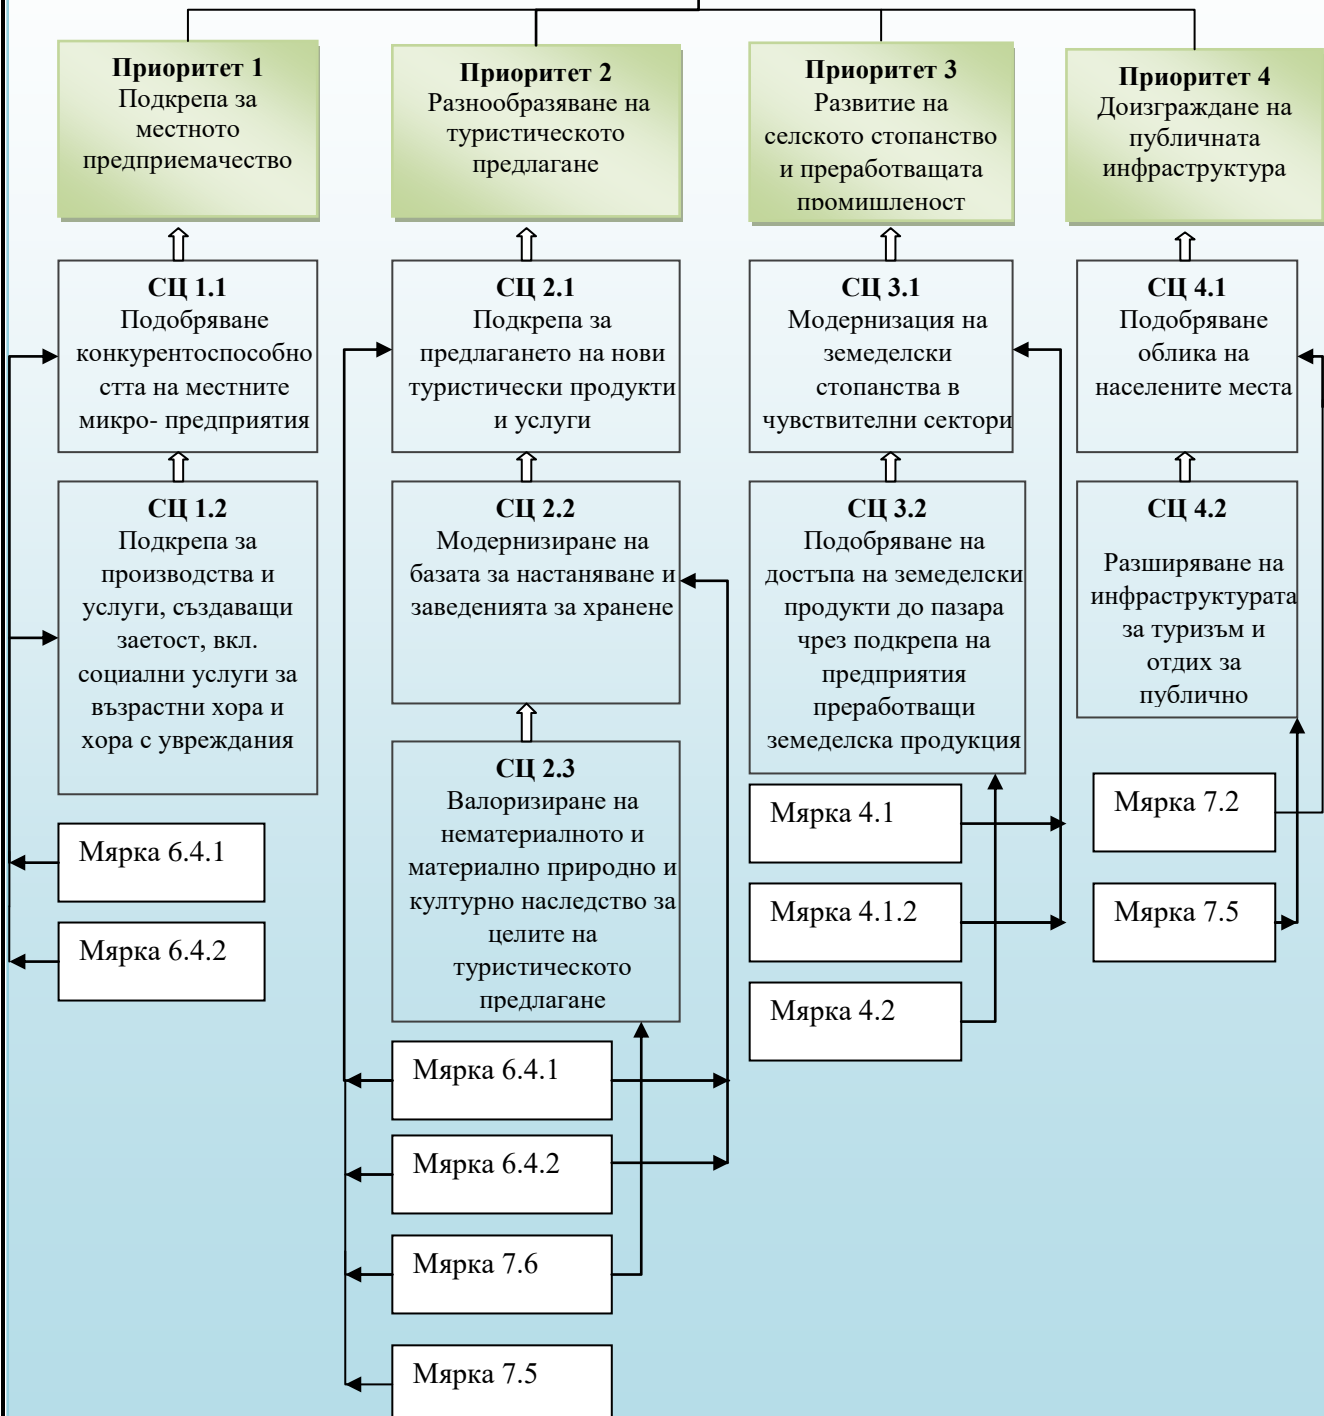 Приоритет 1
Подкрепа за
местното
предприемачество
Приоритет 2
Разнообразяване на
туристическото
предлагане
Приоритет 3
Развитие на
селското стопанство
и преработващата
промишленост
Приоритет 4
Доизграждане на
публичната
инфраструктура
СЦ 1.1
Подобряване
конкурентоспособно
стта на местните
микро- предприятия
СЦ 2.1
Подкрепа за
предлагането на нови
туристически продукти
и услуги
СЦ 3.1
Модернизация на
земеделски
стопанства в
чувствителни сектори
СЦ 4.1
Подобряване
облика на
населените места
СЦ 1.2
Подкрепа за
производства и
услуги, създаващи
заетост, вкл.
социални услуги за
възрастни хора и
хора с увреждания
СЦ 2.2
Модернизиране на
базата за настаняване и
заведенията за хранене
СЦ 3.2
Подобряване на
достъпа на земеделски
продукти до пазара
чрез подкрепа на
предприятия
преработващи
земеделска продукция
СЦ 4.2
Разширяване на
инфраструктурата
за туризъм и
отдих за
публично
СЦ 2.3
Валоризиране на
нематериалното и
материално природно и
културно наследство за
целите на
туристическото
предлагане
Мярка 6.4.1
Мярка 6.4.2
Мярка 6.4.1
Мярка 6.4.2
Мярка 7.6
Мярка 7.5
Мярка 4.1
Мярка 4.1.2
Мярка 4.2
Мярка 7.2
Мярка 7.5